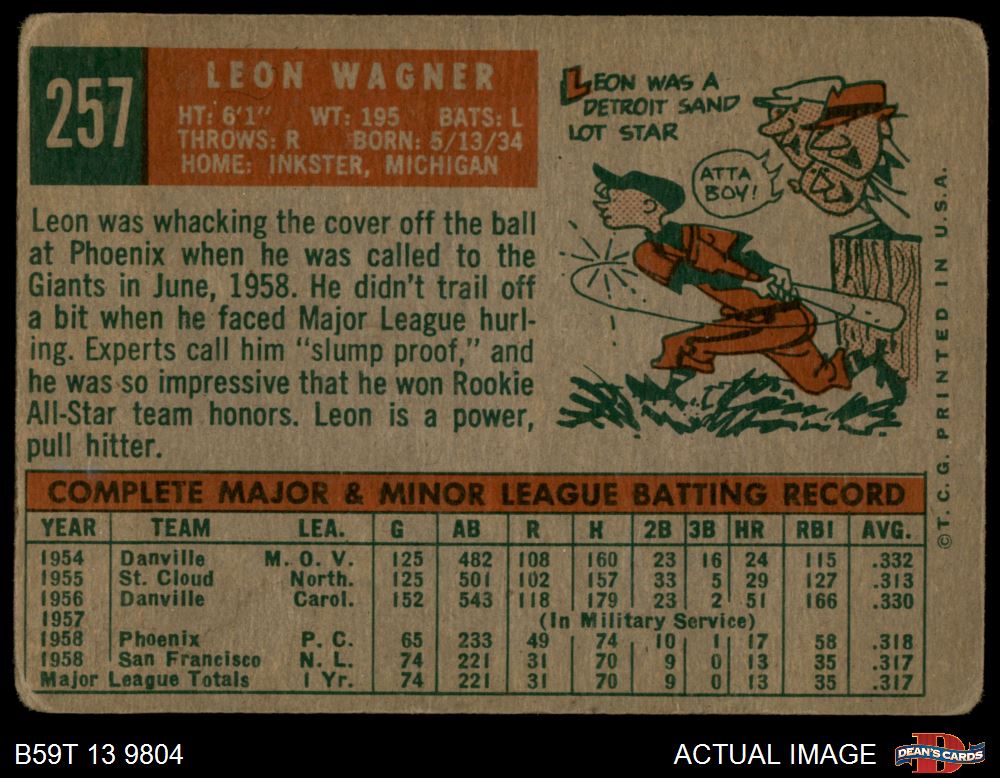 257
LEON WAGNER
HT: 6'1" WT: 195 BATS: L
THROWS: R BORN: 5/13/34
HOME: INKSTER, MICHIGAN
Leon was whacking the cover off the ball
at Phoenix when he was called to the
Giants in June, 1958. He didn't trail off
a bit when he faced Major League hurl-
ing. Experts call him "slump proof," and
he was so impressive that he won Rookie
All-Star team honors. Leon is a power,
pull hitter.
LEON WAS A
DETROIT SAND
LOT STAR
ATTA
BOY!
©T. C. G. PRINTED IN U. S. A.
COMPLETE MAJOR & MINOR LEAGUE BATTING RECORD
YEAR TEAM LEA. G AB R H 2B 3B HR RBI AVG.
1954 Danville M. O. V. 125 482 108 160 23 16 24 115 .332
1955 St. Cloud North. 125 501 102 157 33 5 29 127 .313
1956 Danville Carol. 152 543 118 179 23 2 51 166 .330
1957 (In Military Service)
1958 Phoenix P. C. 65 233 49 74 10 1 17 58 .318
1958 San Francisco N. L. 74 221 31 70 9 0 13 35 .317
Major League Totals 1 Yr. 74 221 31 70 9 0 13 35 .317
B59T 13 9804
ACTUAL IMAGE
DEAN'S CARDS